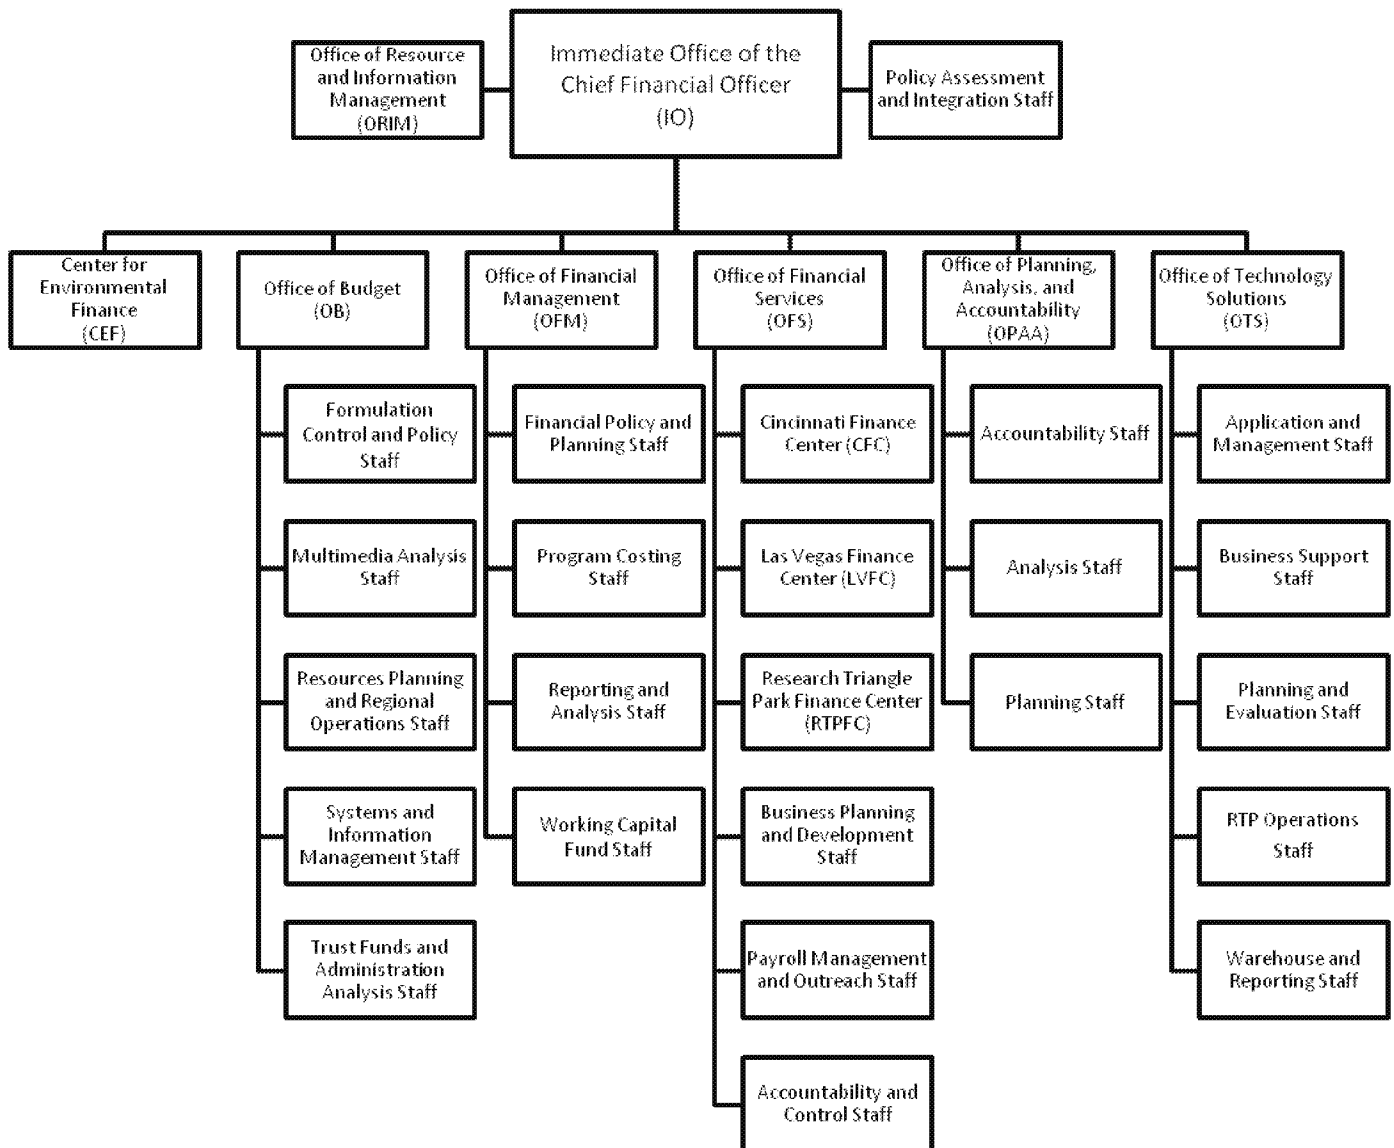 Office of Resource
and Information
Management
(ORIM)
Immediate Office of the
Chief Financial Officer
(IO)
Policy Assessment
and Integration Staff
Center for
Environmental
Finance
(CEF)
Office of Budget
(OB)
Office of Financial
Management
(OFM)
Office of Financial
Services
(OFS)
Office of Planning,
Analysis, and
Accountability
(OPAA)
Office of Technology
Solutions
(OTS)
Formulation
Control and Policy
Staff
Multimedia Analysis
Staff
Resources Planning
and Regional
Operations Staff
Systems and
Information
Management Staff
Trust Funds and
Administration
Analysis Staff
Financial Policy and
Planning Staff
Program Costing
Staff
Reporting and
Analysis Staff
Working Capital
Fund Staff
Cincinnati Finance
Center (CFC)
Las Vegas Finance
Center (LVFC)
Research Triangle
Park Finance Center
(RTPFC)
Business Planning
and Development
Staff
Payroll Management
and Outreach Staff
Accountability and
Control Staff
Accountability Staff
Analysis Staff
Planning Staff
Application and
Management Staff
Business Support
Staff
Planning and
Evaluation Staff
RTP Operations
Staff
Warehouse and
Reporting Staff